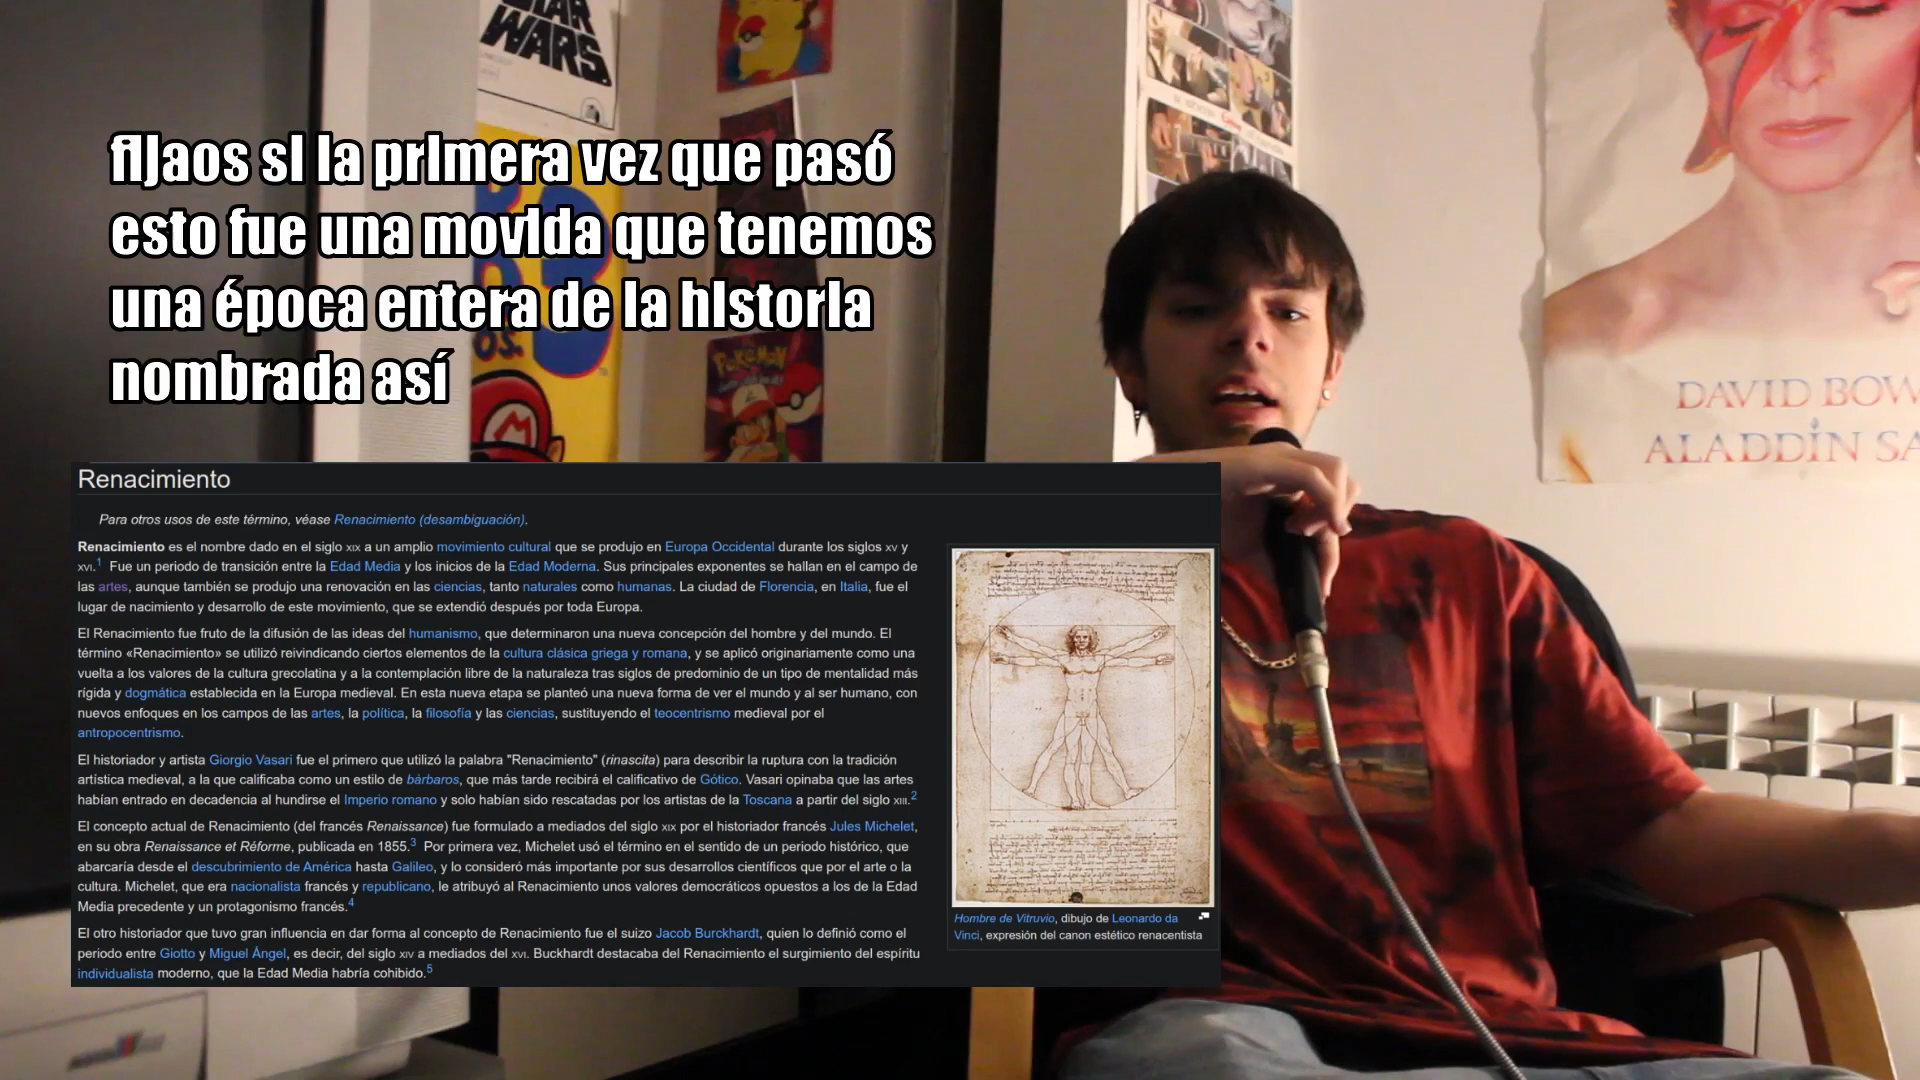 STAR
WARS
fijaos si la primera vez que pasó
esto fue una movida que tenemos
una época entera de la historia
nombrada así
POKéMON
DAVID BOW
ALADDIN SA
Renacimiento
Para otros usos de este término, véase Renacimiento (desambiguación).
Renacimiento es el nombre dado en el siglo XIX a un amplio movimiento cultural que se produjo en Europa Occidental durante los siglos XV y
XVI.1 Fue un periodo de transición entre la Edad Media y los inicios de la Edad Moderna. Sus principales exponentes se hallan en el campo de
las artes, aunque también se produjo una renovación en las ciencias, tanto naturales como humanas. La ciudad de Florencia, en Italia, fue el
lugar de nacimiento y desarrollo de este movimiento, que se extendió después por toda Europa.
El Renacimiento fue fruto de la difusión de las ideas del humanismo, que determinaron una nueva concepción del hombre y del mundo. El
término «Renacimiento» se utilizó reivindicando ciertos elementos de la cultura clásica griega y romana, y se aplicó originariamente como una
vuelta a los valores de la cultura grecolatina y a la contemplación libre de la naturaleza tras siglos de predominio de un tipo de mentalidad más
rígida y dogmática establecida en la Europa medieval. En esta nueva etapa se planteó una nueva forma de ver el mundo y al ser humano, con
nuevos enfoques en los campos de las artes, la política, la filosofía y las ciencias, sustituyendo el teocentrismo medieval por el
antropocentrismo.
El historiador y artista Giorgio Vasari fue el primero que utilizó la palabra "Renacimiento" (rinascita) para describir la ruptura con la tradición
artística medieval, a la que calificaba como un estilo de bárbaros, que más tarde recibirá el calificativo de Gótico. Vasari opinaba que las artes
habían entrado en decadencia al hundirse el Imperio romano y solo habían sido rescatadas por los artistas de la Toscana a partir del siglo XIII.2
El concepto actual de Renacimiento (del francés Renaissance) fue formulado a mediados del siglo XIX por el historiador francés Jules Michelet,
en su obra Renaissance et Réforme, publicada en 1855.3 Por primera vez, Michelet usó el término en el sentido de un periodo histórico, que
abarcaría desde el descubrimiento de América hasta Galileo, y lo consideró más importante por sus desarrollos científicos que por el arte o la
cultura. Michelet, que era nacionalista francés y republicano, le atribuyó al Renacimiento unos valores democráticos opuestos a los de la Edad
Media precedente y un protagonismo francés.4
El otro historiador que tuvo gran influencia en dar forma al concepto de Renacimiento fue el suizo Jacob Burckhardt, quien lo definió como el
periodo entre Giotto y Miguel Ángel, es decir, del siglo XIV a mediados del XVI. Buckhardt destacaba del Renacimiento el surgimiento del espíritu
individualista moderno, que la Edad Media habría cohibido.5
Hombre de Vitruvio, dibujo de Leonardo da
Vinci, expresión del canon estético renacentista